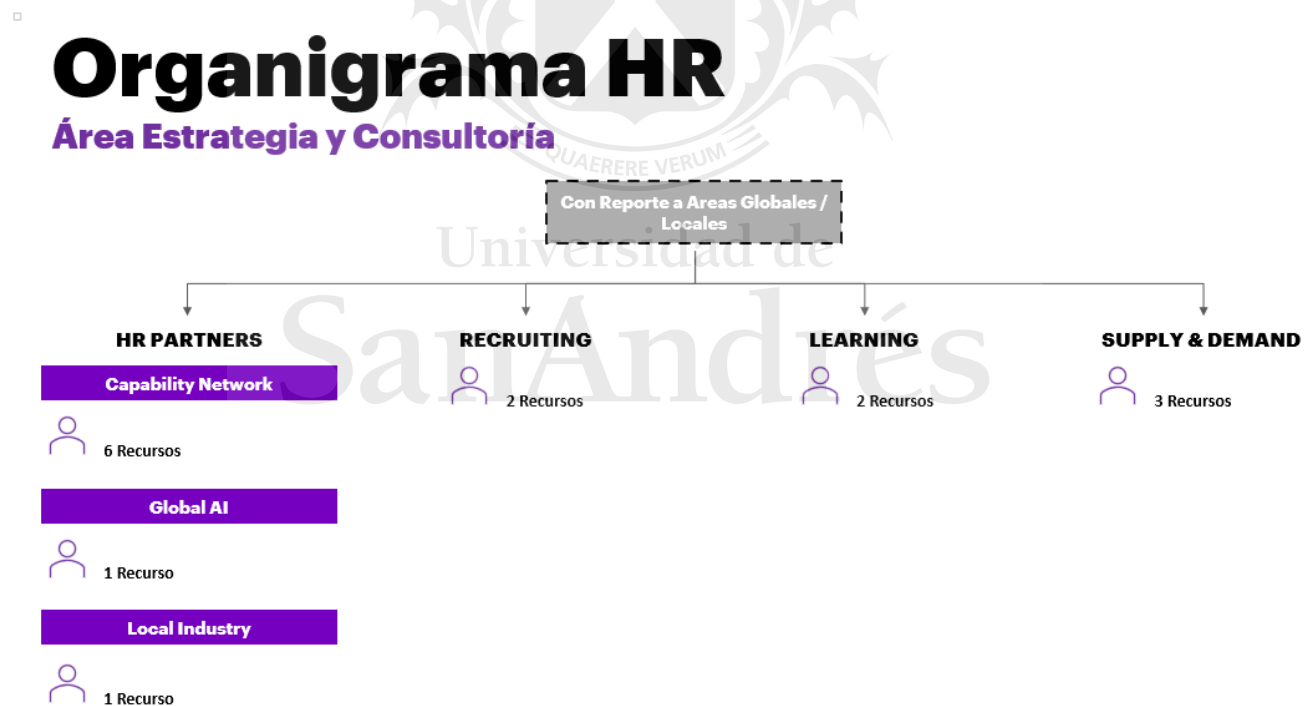 Organigrama HR
Área Estrategia y Consultoría
QUAERERE VERUM
Con Reporte a Areas Globales /
Locales
Universidad de
SanAndrés
HR PARTNERS
RECRUITING
LEARNING
SUPPLY & DEMAND
Capability Network
6 Recursos
2 Recursos
2 Recursos
3 Recursos
Global AI
1 Recurso
Local Industry
1 Recurso